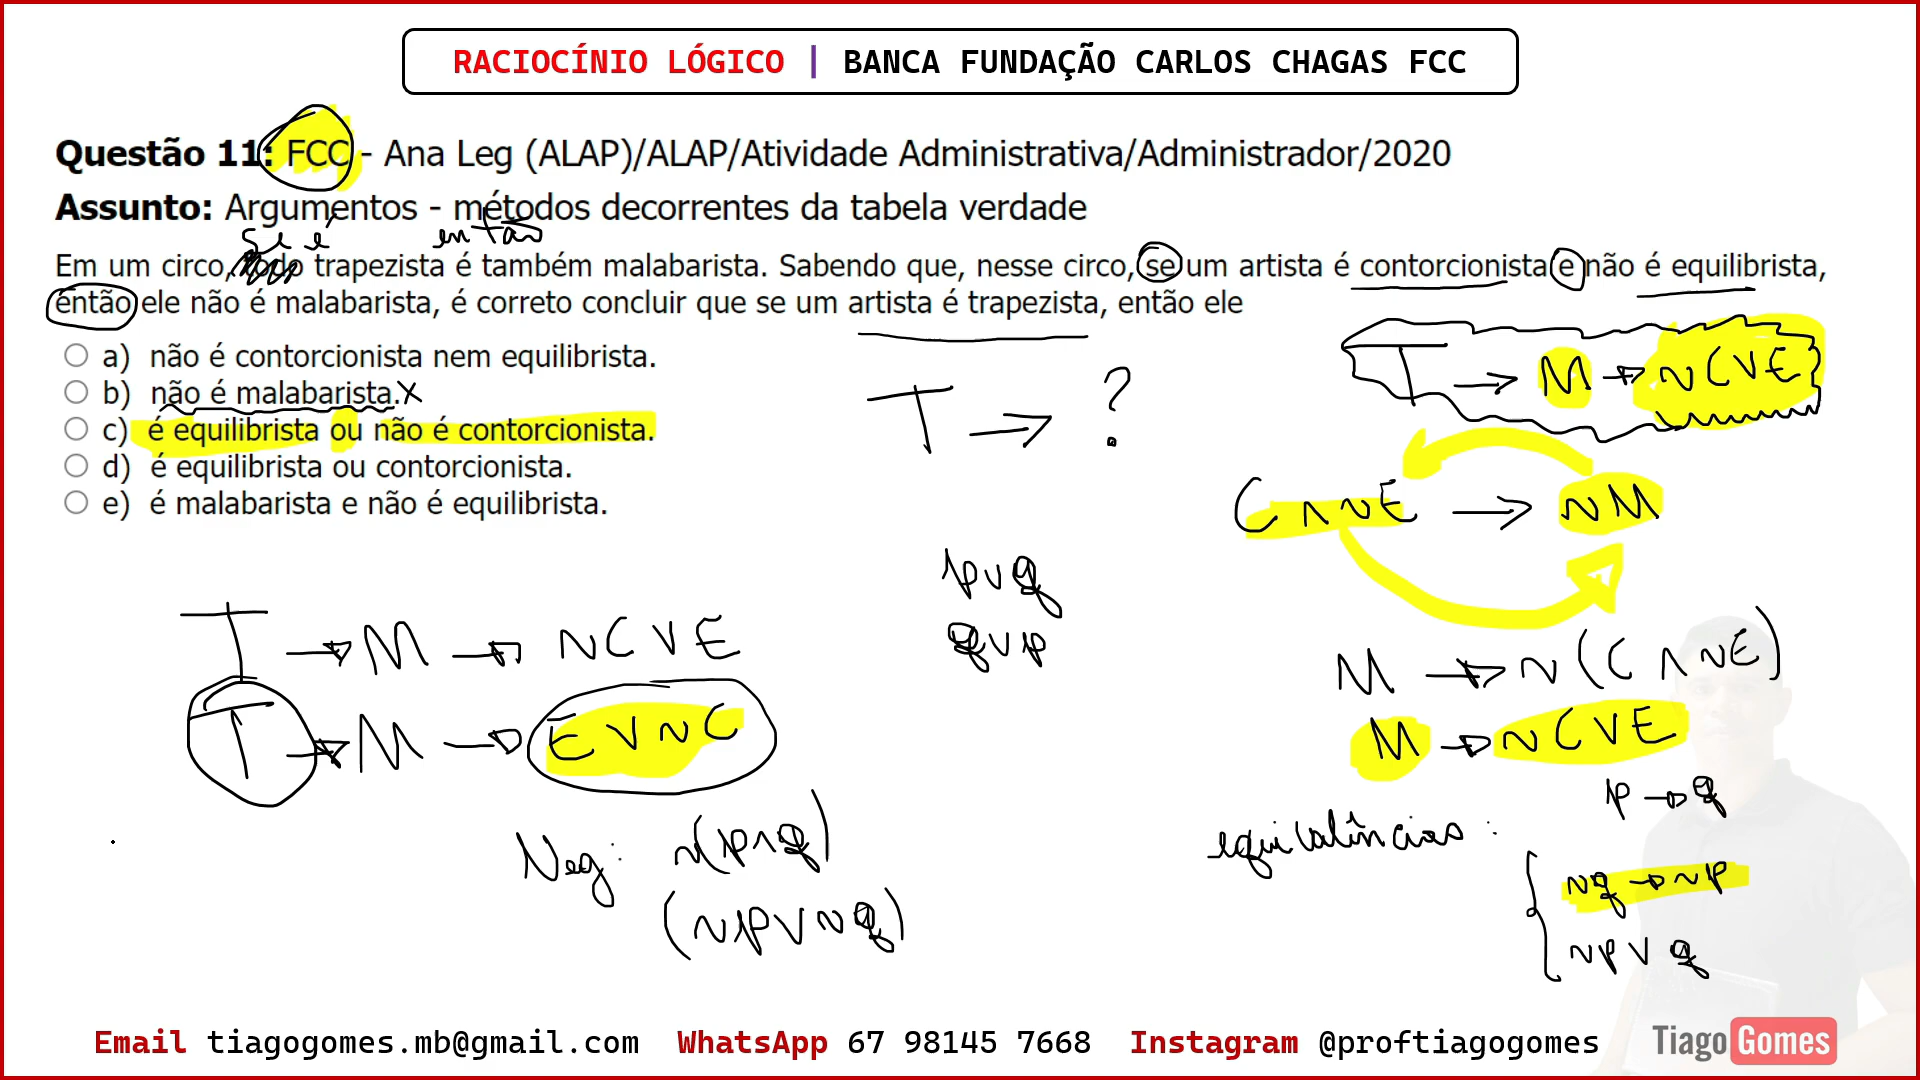 RACIOCÍNIO LÓGICO | BANCA FUNDAÇÃO CARLOS CHAGAS FCC
Questão 11: FCC - Ana Leg (ALAP)/ALAP/Atividade Administrativa/Administrador/2020
Assunto: Argumentos - métodos decorrentes da tabela verdade
se é então
Em um circo, todo trapezista é também malabarista. Sabendo que, nesse circo, se um artista é contorcionista e não é equilibrista,
então ele não é malabarista, é correto concluir que se um artista é trapezista, então ele
a) não é contorcionista nem equilibrista.
b) não é malabarista. X
c) é equilibrista ou não é contorcionista.
d) é equilibrista ou contorcionista.
e) é malabarista e não é equilibrista.
T → ?
T → M → ~C∨E
C∧~E → ~M
p∨q
q∨p
T → M → ~C∨E
T → M → E∨~C
M → ~(C∧~E)
M → ~C∨E
p → q
Neg: ~(p∧q)
(~p∨~q)
equivalências:
~q → ~p
~p∨q
Email tiagogomes.mb@gmail.com WhatsApp 67 98145 7668 Instagram @proftiagogomes Tiago Gomes